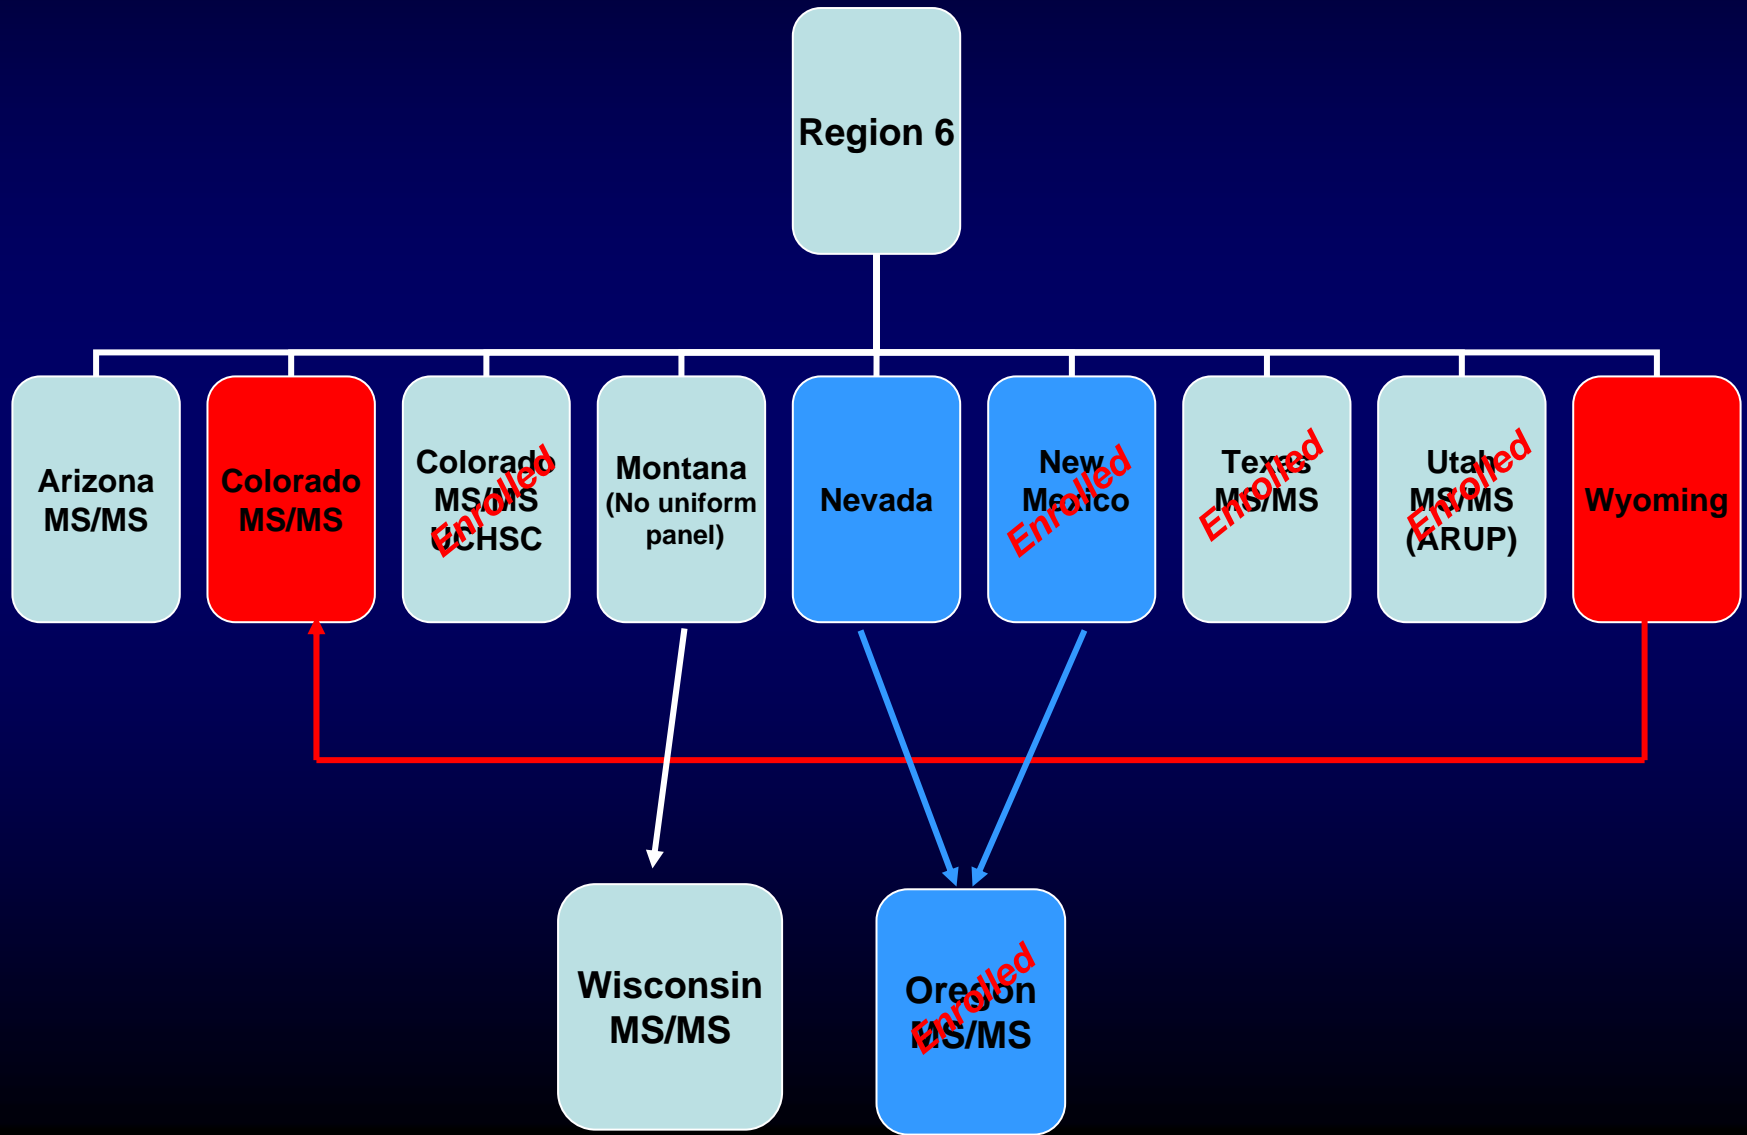 Region 6
Arizona
MS/MS
Colorado
MS/MS
Colorado
MS/MS
UCHSC
Enrolled
Montana
(No uniform
panel)
Nevada
New
Mexico
Enrolled
Texas
MS/MS
Enrolled
Utah
MS/MS
(ARUP)
Enrolled
Wyoming
Wisconsin
MS/MS
Oregon
MS/MS
Enrolled